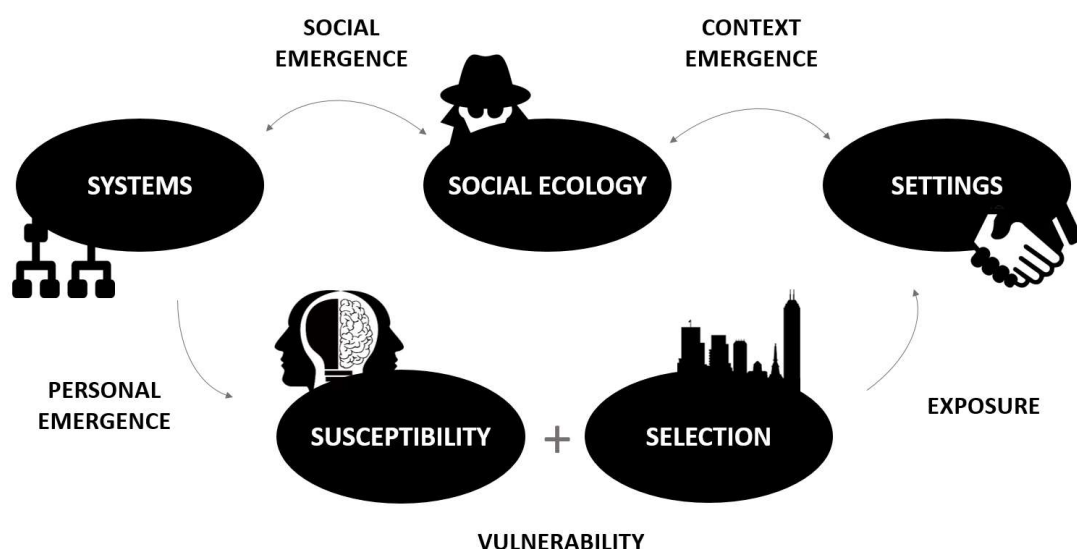 SOCIAL
EMERGENCE
CONTEXT
EMERGENCE
SYSTEMS
SOCIAL ECOLOGY
SETTINGS
PERSONAL
EMERGENCE
SUSCEPTIBILITY
+
SELECTION
EXPOSURE
VULNERABILITY